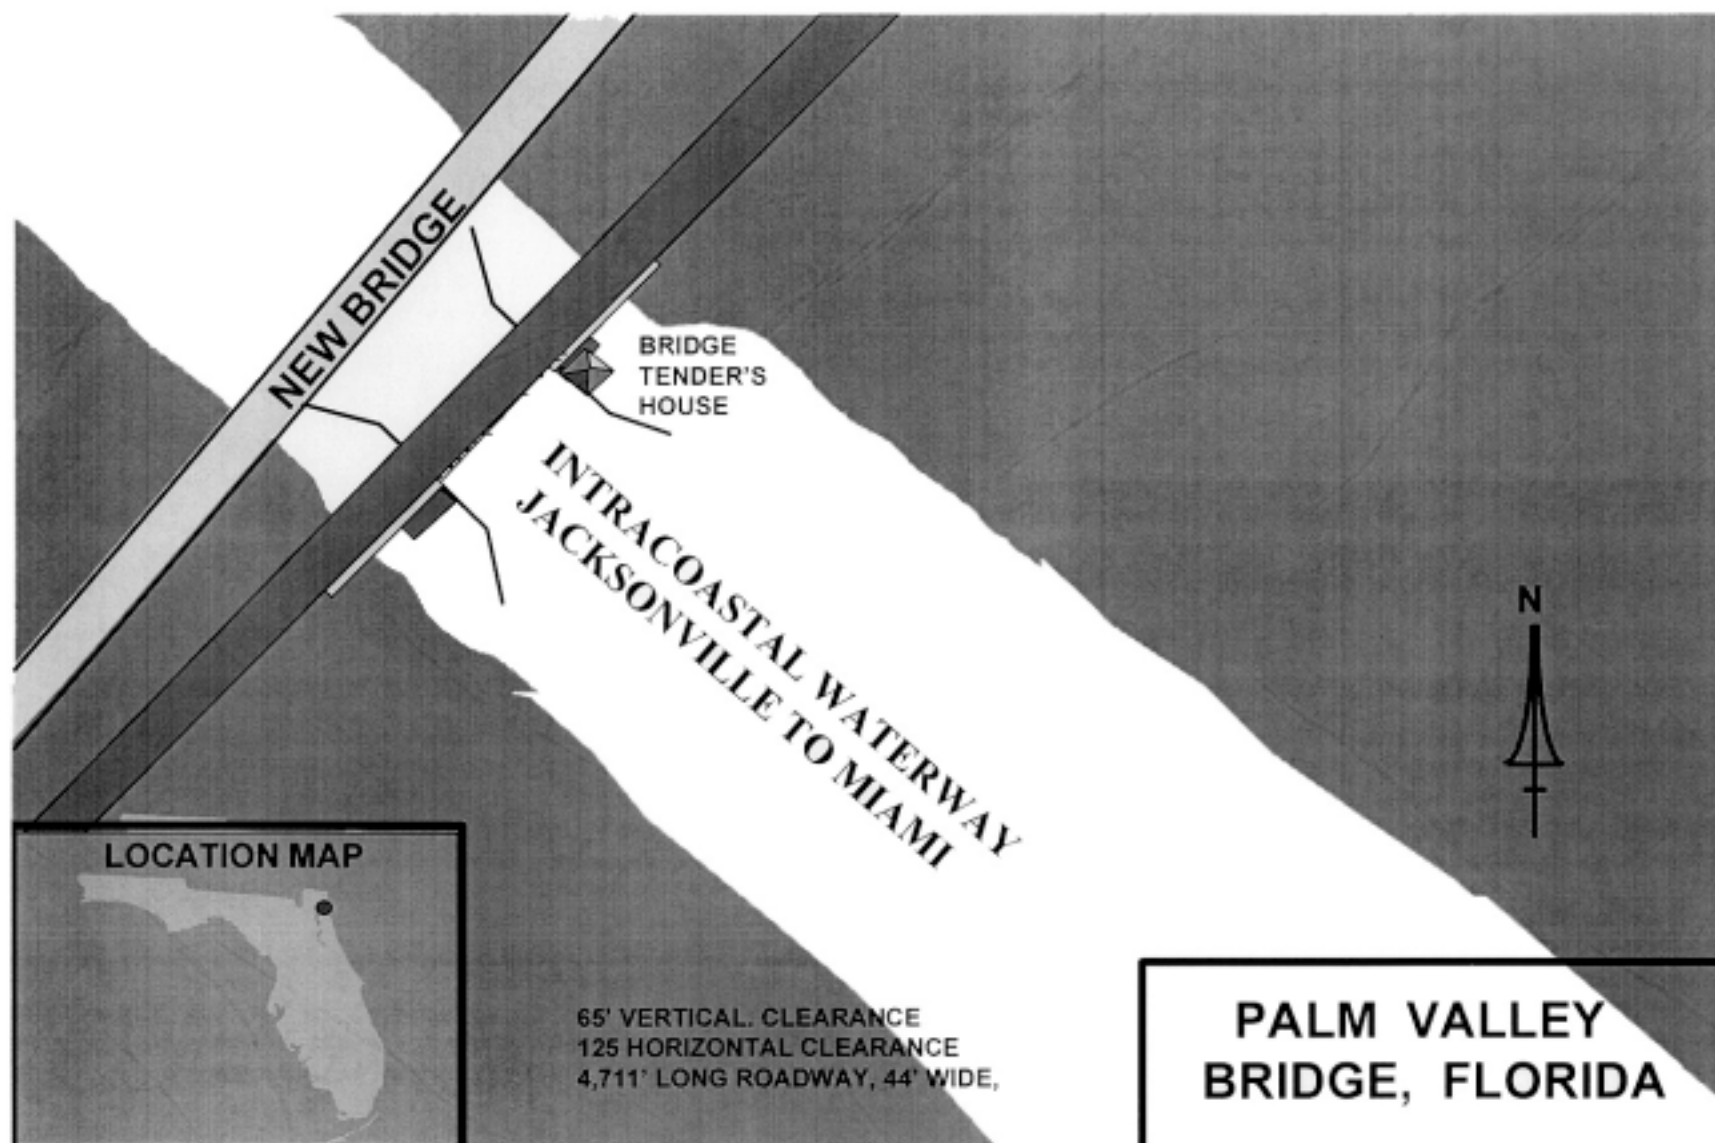 NEW BRIDGE
BRIDGE
TENDER'S
HOUSE
INTRACOASTAL WATERWAY
JACKSONVILLE TO MIAMI
N
LOCATION MAP
65' VERTICAL. CLEARANCE
125 HORIZONTAL CLEARANCE
4,711' LONG ROADWAY, 44' WIDE,
PALM VALLEY
BRIDGE, FLORIDA